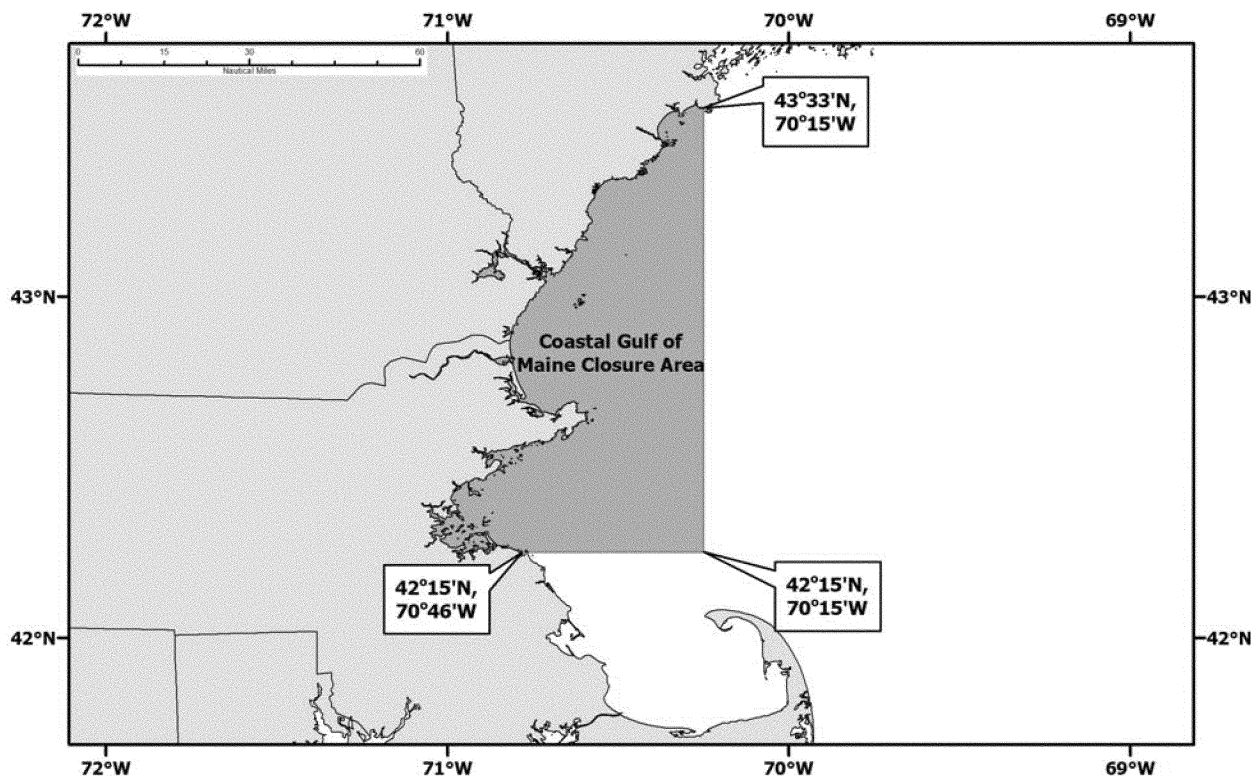 72°W 71°W 70°W 69°W
0 15 30 60
Nautical Miles
43°33'N,
70°15'W
43°N 43°N
Coastal Gulf of
Maine Closure Area
42°15'N,
70°46'W
42°15'N,
70°15'W
42°N 42°N
72°W 71°W 70°W 69°W